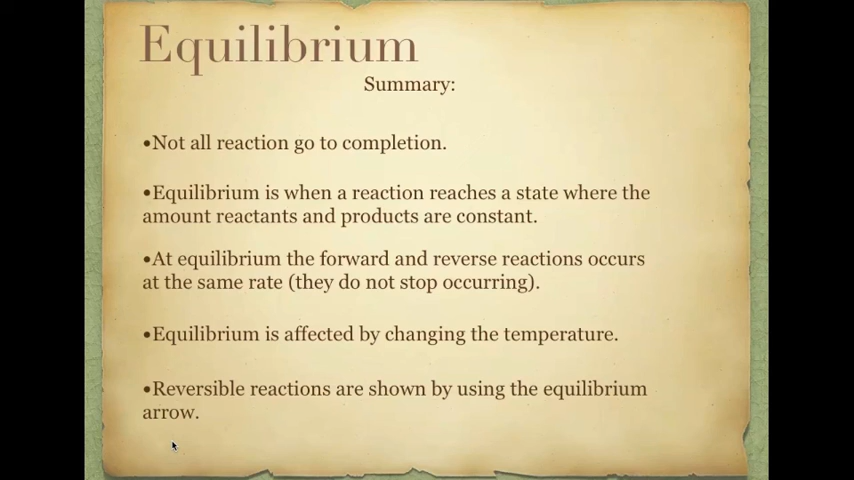 Equilibrium
Summary:
•Not all reaction go to completion.
•Equilibrium is when a reaction reaches a state where the
amount reactants and products are constant.
•At equilibrium the forward and reverse reactions occurs
at the same rate (they do not stop occurring).
•Equilibrium is affected by changing the temperature.
•Reversible reactions are shown by using the equilibrium
arrow.